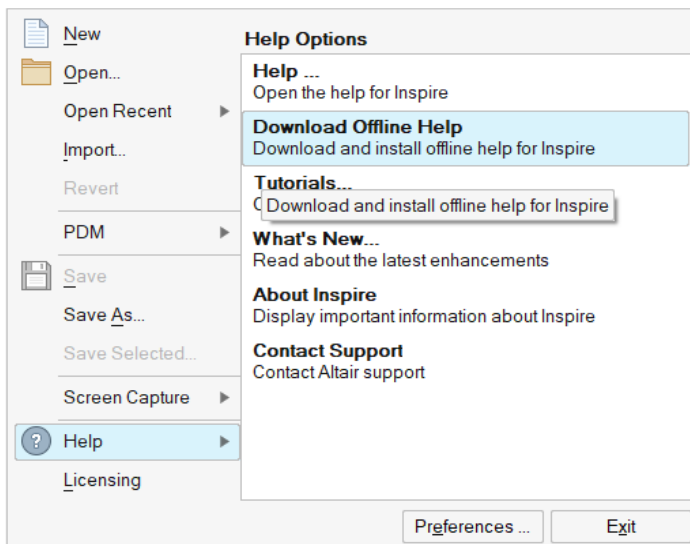 New
Open...
Open Recent
Import...
Revert
PDM
Save
Save As...
Save Selected...
Screen Capture
Help
Licensing
Help Options
Help ...
Open the help for Inspire
Download Offline Help
Download and install offline help for Inspire
Tutorials...
Download and install offline help for Inspire
What's New...
Read about the latest enhancements
About Inspire
Display important information about Inspire
Contact Support
Contact Altair support
Preferences ...
Exit